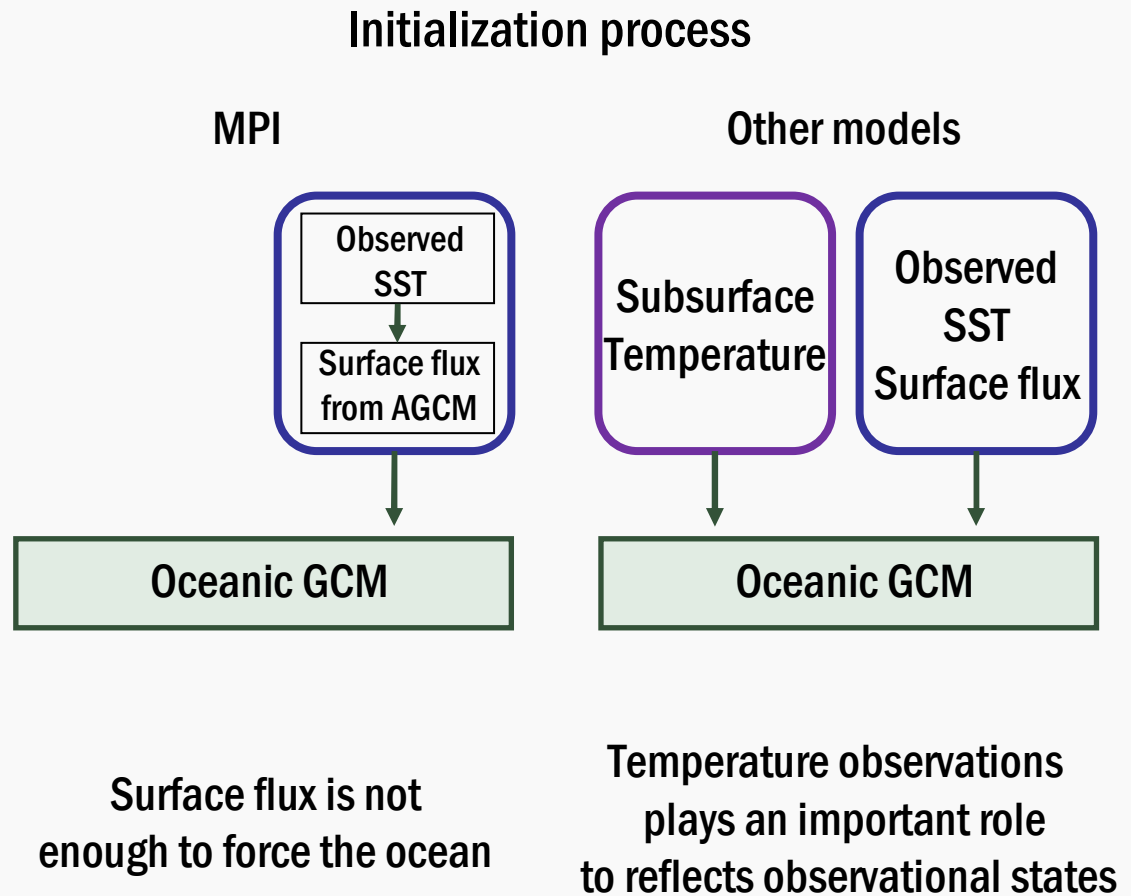 Initialization process
MPI
Other models
Observed
SST
Surface flux
from AGCM
Subsurface
Temperature
Observed
SST
Surface flux
Oceanic GCM
Oceanic GCM
Surface flux is not
enough to force the ocean
Temperature observations
plays an important role
to reflects observational states